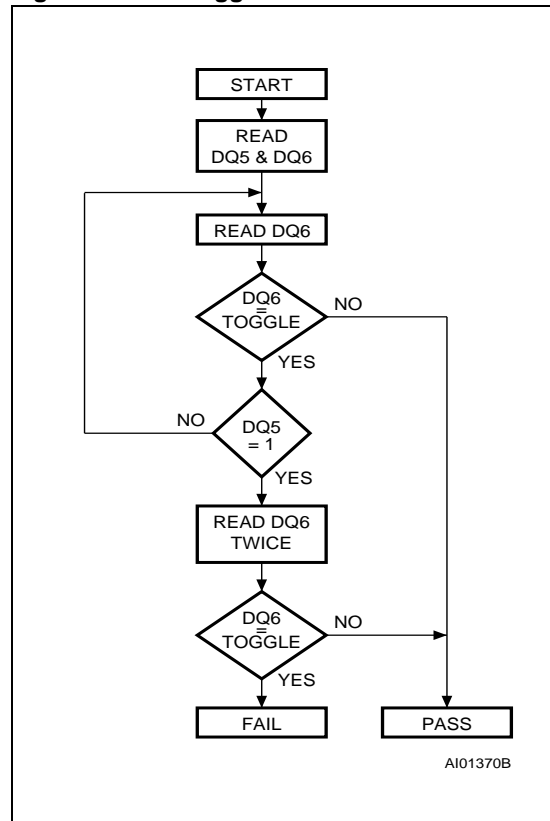 START
READ
DQ5 & DQ6
READ DQ6
DQ6
=
TOGGLE
NO
YES
NO
DQ5
= 1
YES
READ DQ6
TWICE
DQ6
=
TOGGLE
NO
YES
FAIL
PASS
AI01370B